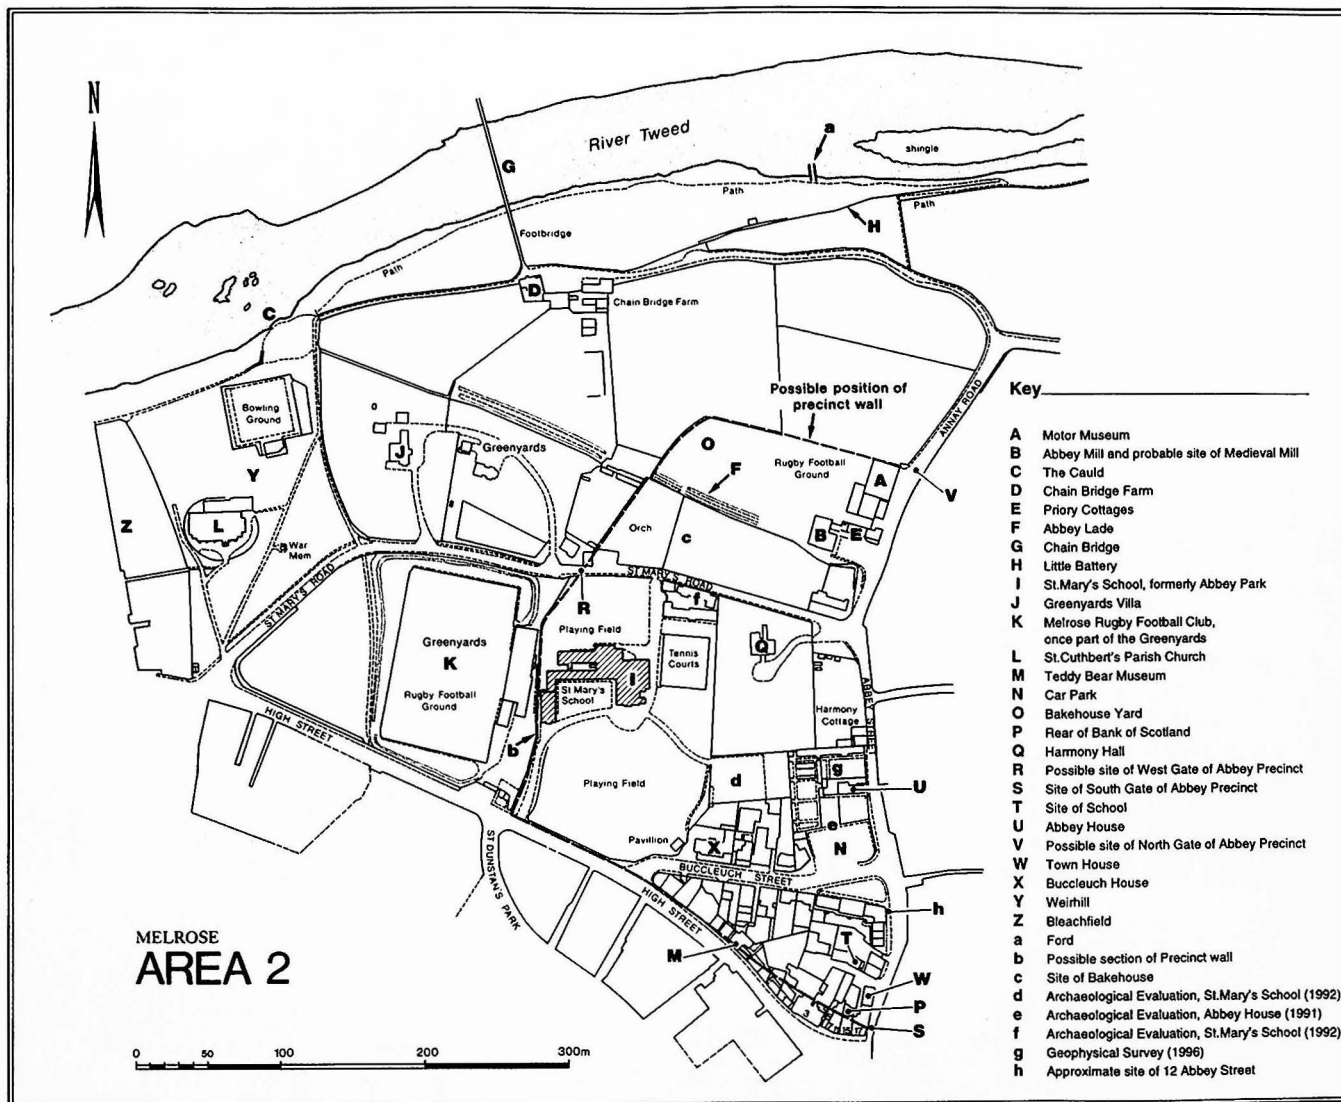 N
River Tweed
a
shingle
G
Path
Path
H
Footbridge
Path
D
Chain Bridge Farm
C
Possible position of
precinct wall
ANNAY ROAD
Bowling
Ground
Greenyards
J
O
Rugby Football
Ground
F
A
V
Y
Z
L
War
Mem
Orch
c
B
E
ST.MARY'S ROAD
ST.MARY'S ROAD
f
R
Playing Field
Greenyards
K
Rugby Football
Ground
Tennis
Courts
Q
I
St Mary's
School
Harmony
Cottage
ABBEY STREET
HIGH STREET
b
g
d
U
Playing Field
e
Pavillion
X
N
BUCCLEUCH STREET
ST DUNSTAN'S PARK
HIGH STREET
h
T
M
W
P
3
15
17
S
MELROSE
AREA 2
0 50 100 200 300m
Key
A Motor Museum
B Abbey Mill and probable site of Medieval Mill
C The Cauld
D Chain Bridge Farm
E Priory Cottages
F Abbey Lade
G Chain Bridge
H Little Battery
I St.Mary's School, formerly Abbey Park
J Greenyards Villa
K Melrose Rugby Football Club,
once part of the Greenyards
L St.Cuthbert's Parish Church
M Teddy Bear Museum
N Car Park
O Bakehouse Yard
P Rear of Bank of Scotland
Q Harmony Hall
R Possible site of West Gate of Abbey Precinct
S Site of South Gate of Abbey Precinct
T Site of School
U Abbey House
V Possible site of North Gate of Abbey Precinct
W Town House
X Buccleuch House
Y Weirhill
Z Bleachfield
a Ford
b Possible section of Precinct wall
c Site of Bakehouse
d Archaeological Evaluation, St.Mary's School (1992)
e Archaeological Evaluation, Abbey House (1991)
f Archaeological Evaluation, St.Mary's School (1992)
g Geophysical Survey (1996)
h Approximate site of 12 Abbey Street